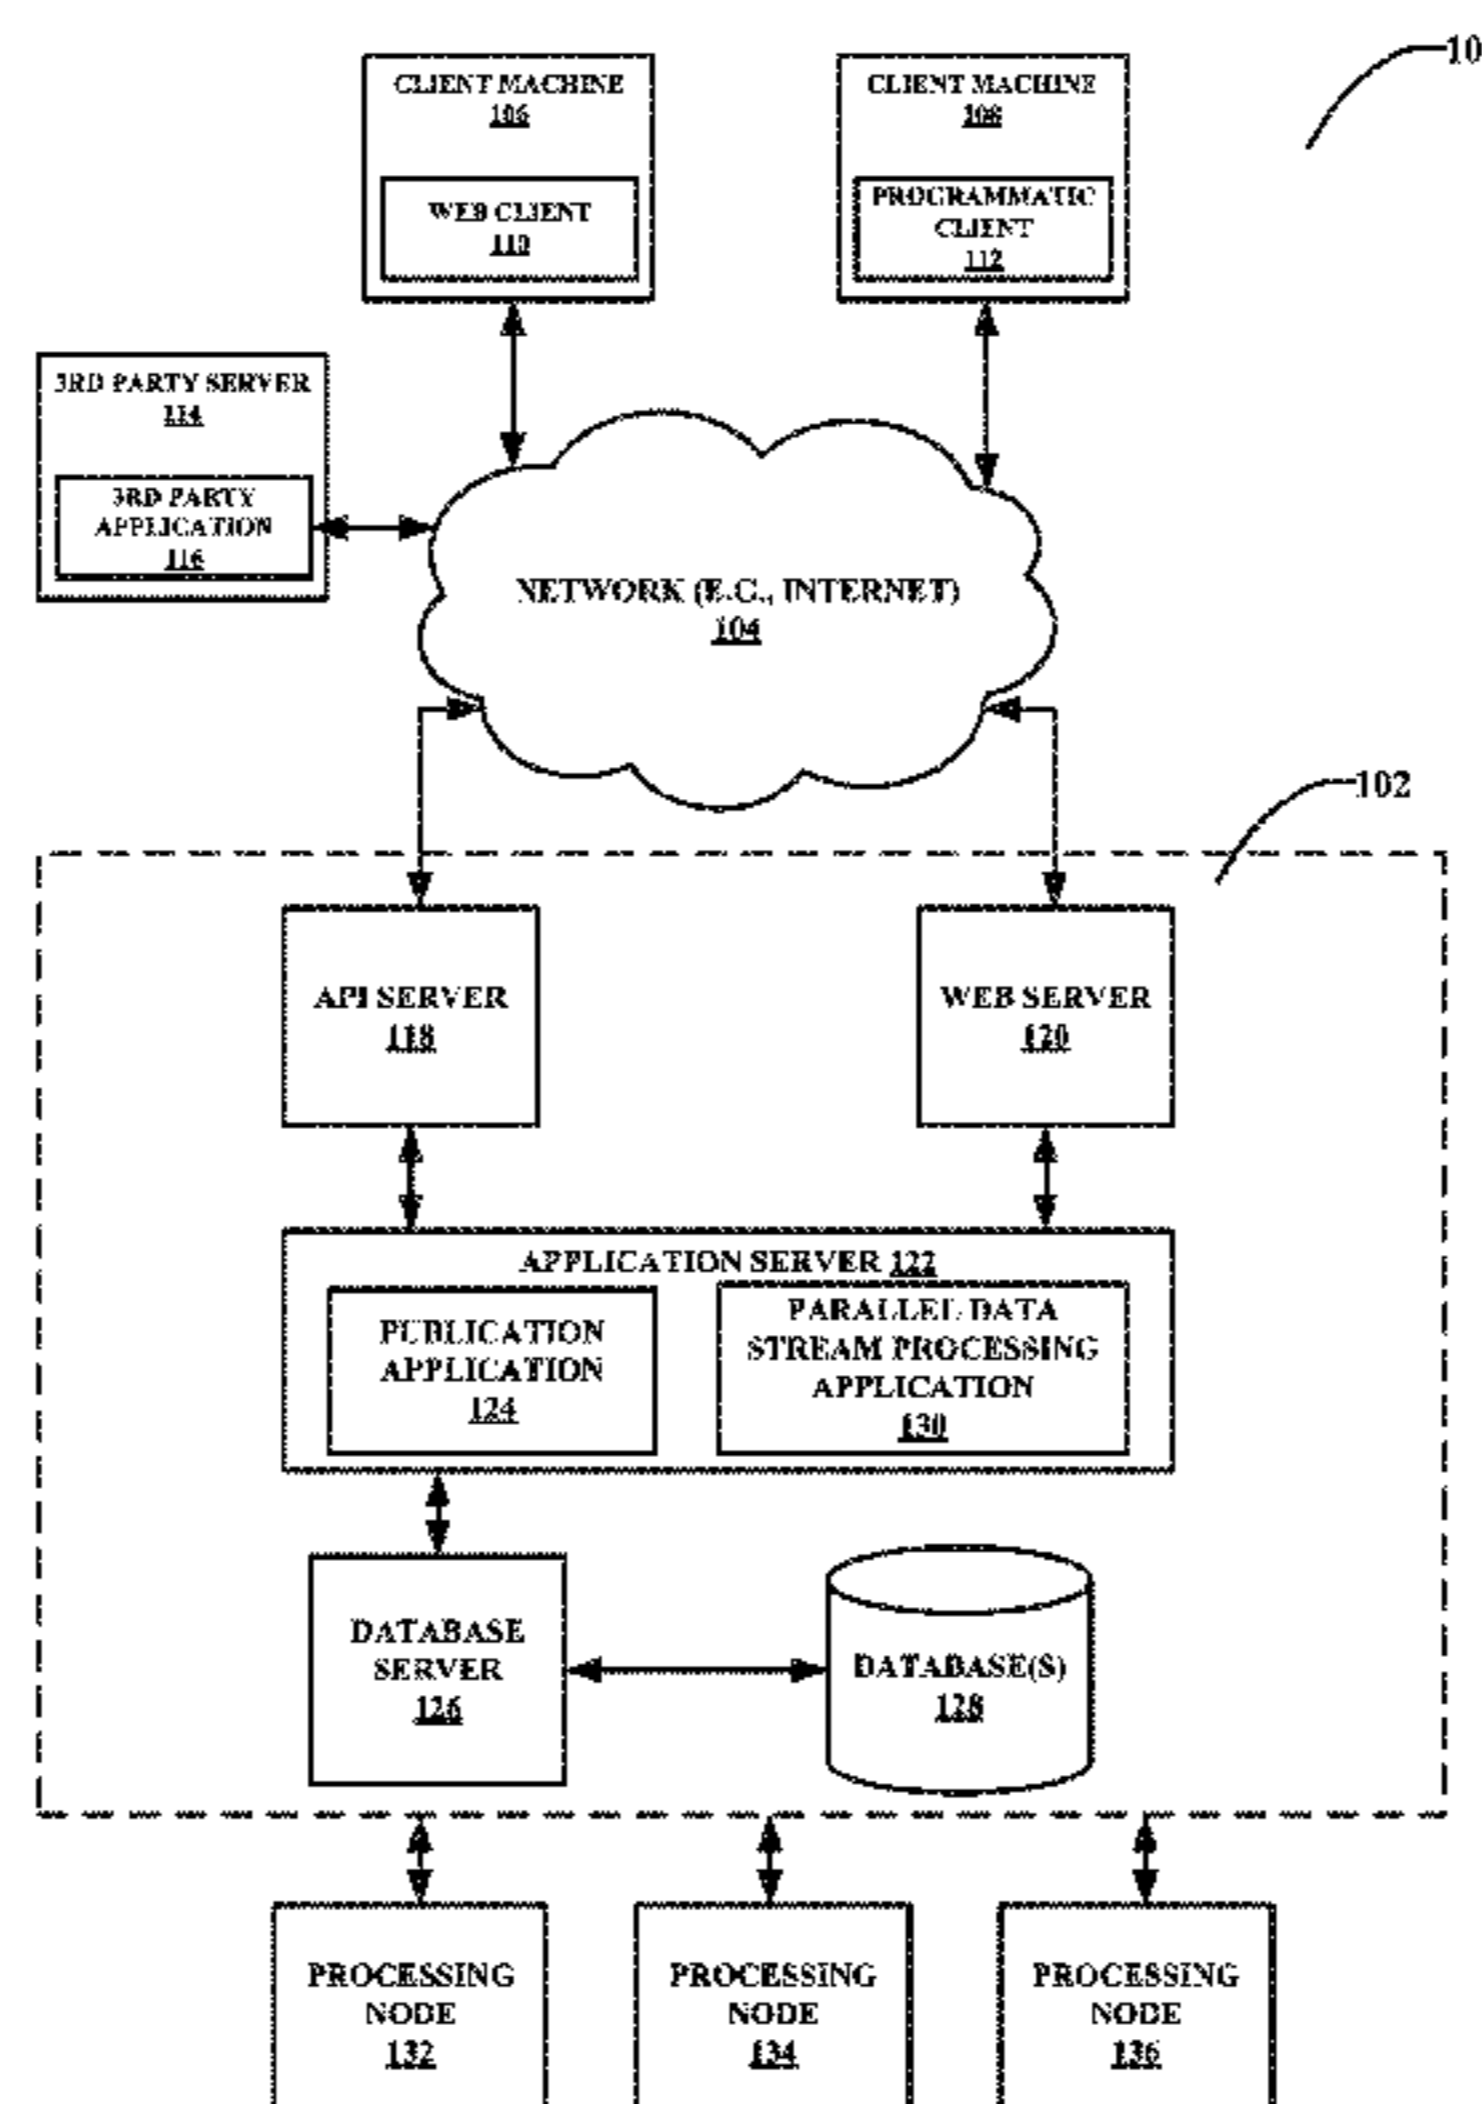 10
CLIENT MACHINE
106
WEB CLIENT
110
CLIENT MACHINE
108
PROGRAMMATIC
CLIENT
112
3RD PARTY SERVER
114
3RD PARTY
APPLICATION
116
NETWORK (E.G., INTERNET)
104
102
API SERVER
118
WEB SERVER
120
APPLICATION SERVER 122
PUBLICATION
APPLICATION
124
PARALLEL DATA
STREAM PROCESSING
APPLICATION
130
DATABASE
SERVER
126
DATABASE(S)
128
PROCESSING
NODE
132
PROCESSING
NODE
134
PROCESSING
NODE
136